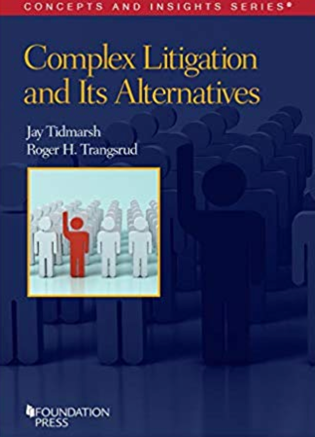 CONCEPTS AND INSIGHTS SERIES®
Complex Litigation
and Its Alternatives
Jay Tidmarsh
Roger H. Trangsrud
FOUNDATION
PRESS